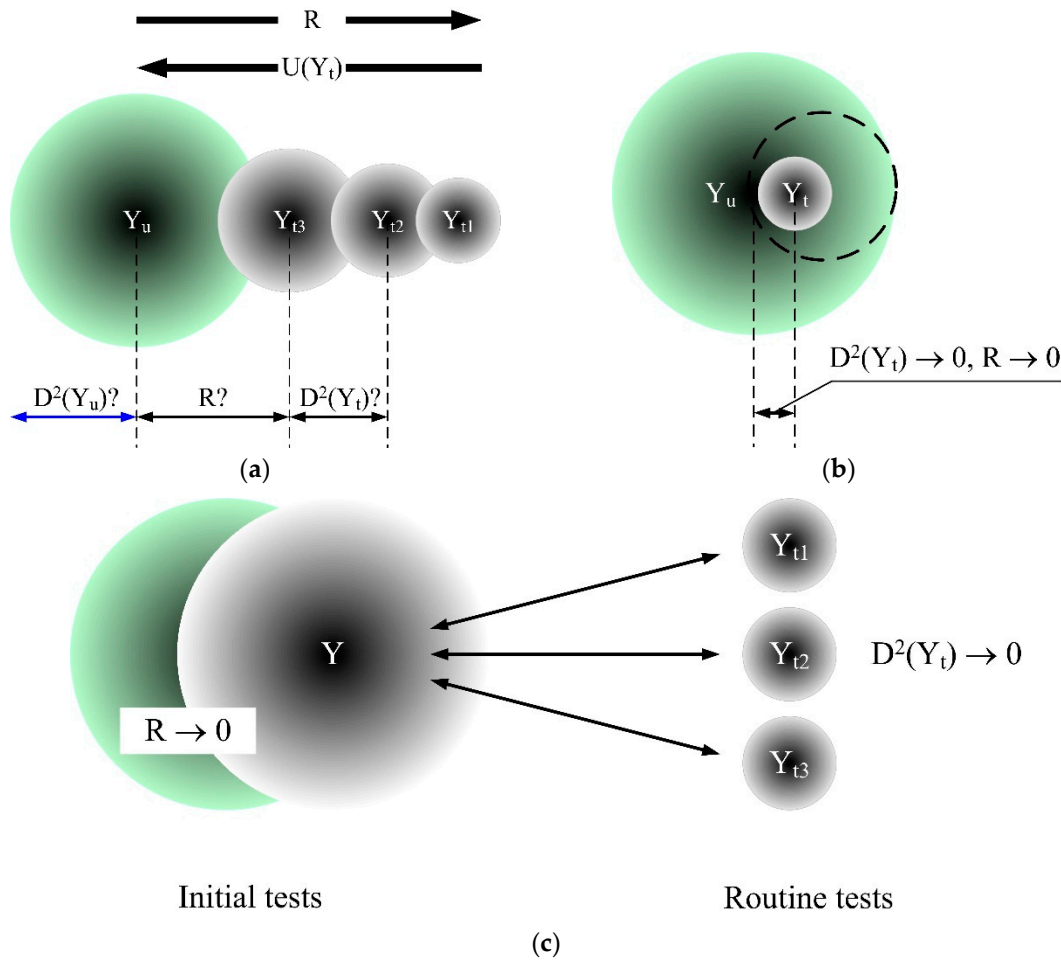 R
U(Yₜ)
Yᵤ
Yₜ₃
Yₜ₂
Yₜ₁
D²(Yᵤ)?
R?
D²(Yₜ)?
(a)
Yᵤ
Yₜ
D²(Yₜ) → 0, R → 0
(b)
Y
R → 0
Yₜ₁
Yₜ₂
Yₜ₃
D²(Yₜ) → 0
Initial tests
Routine tests
(c)